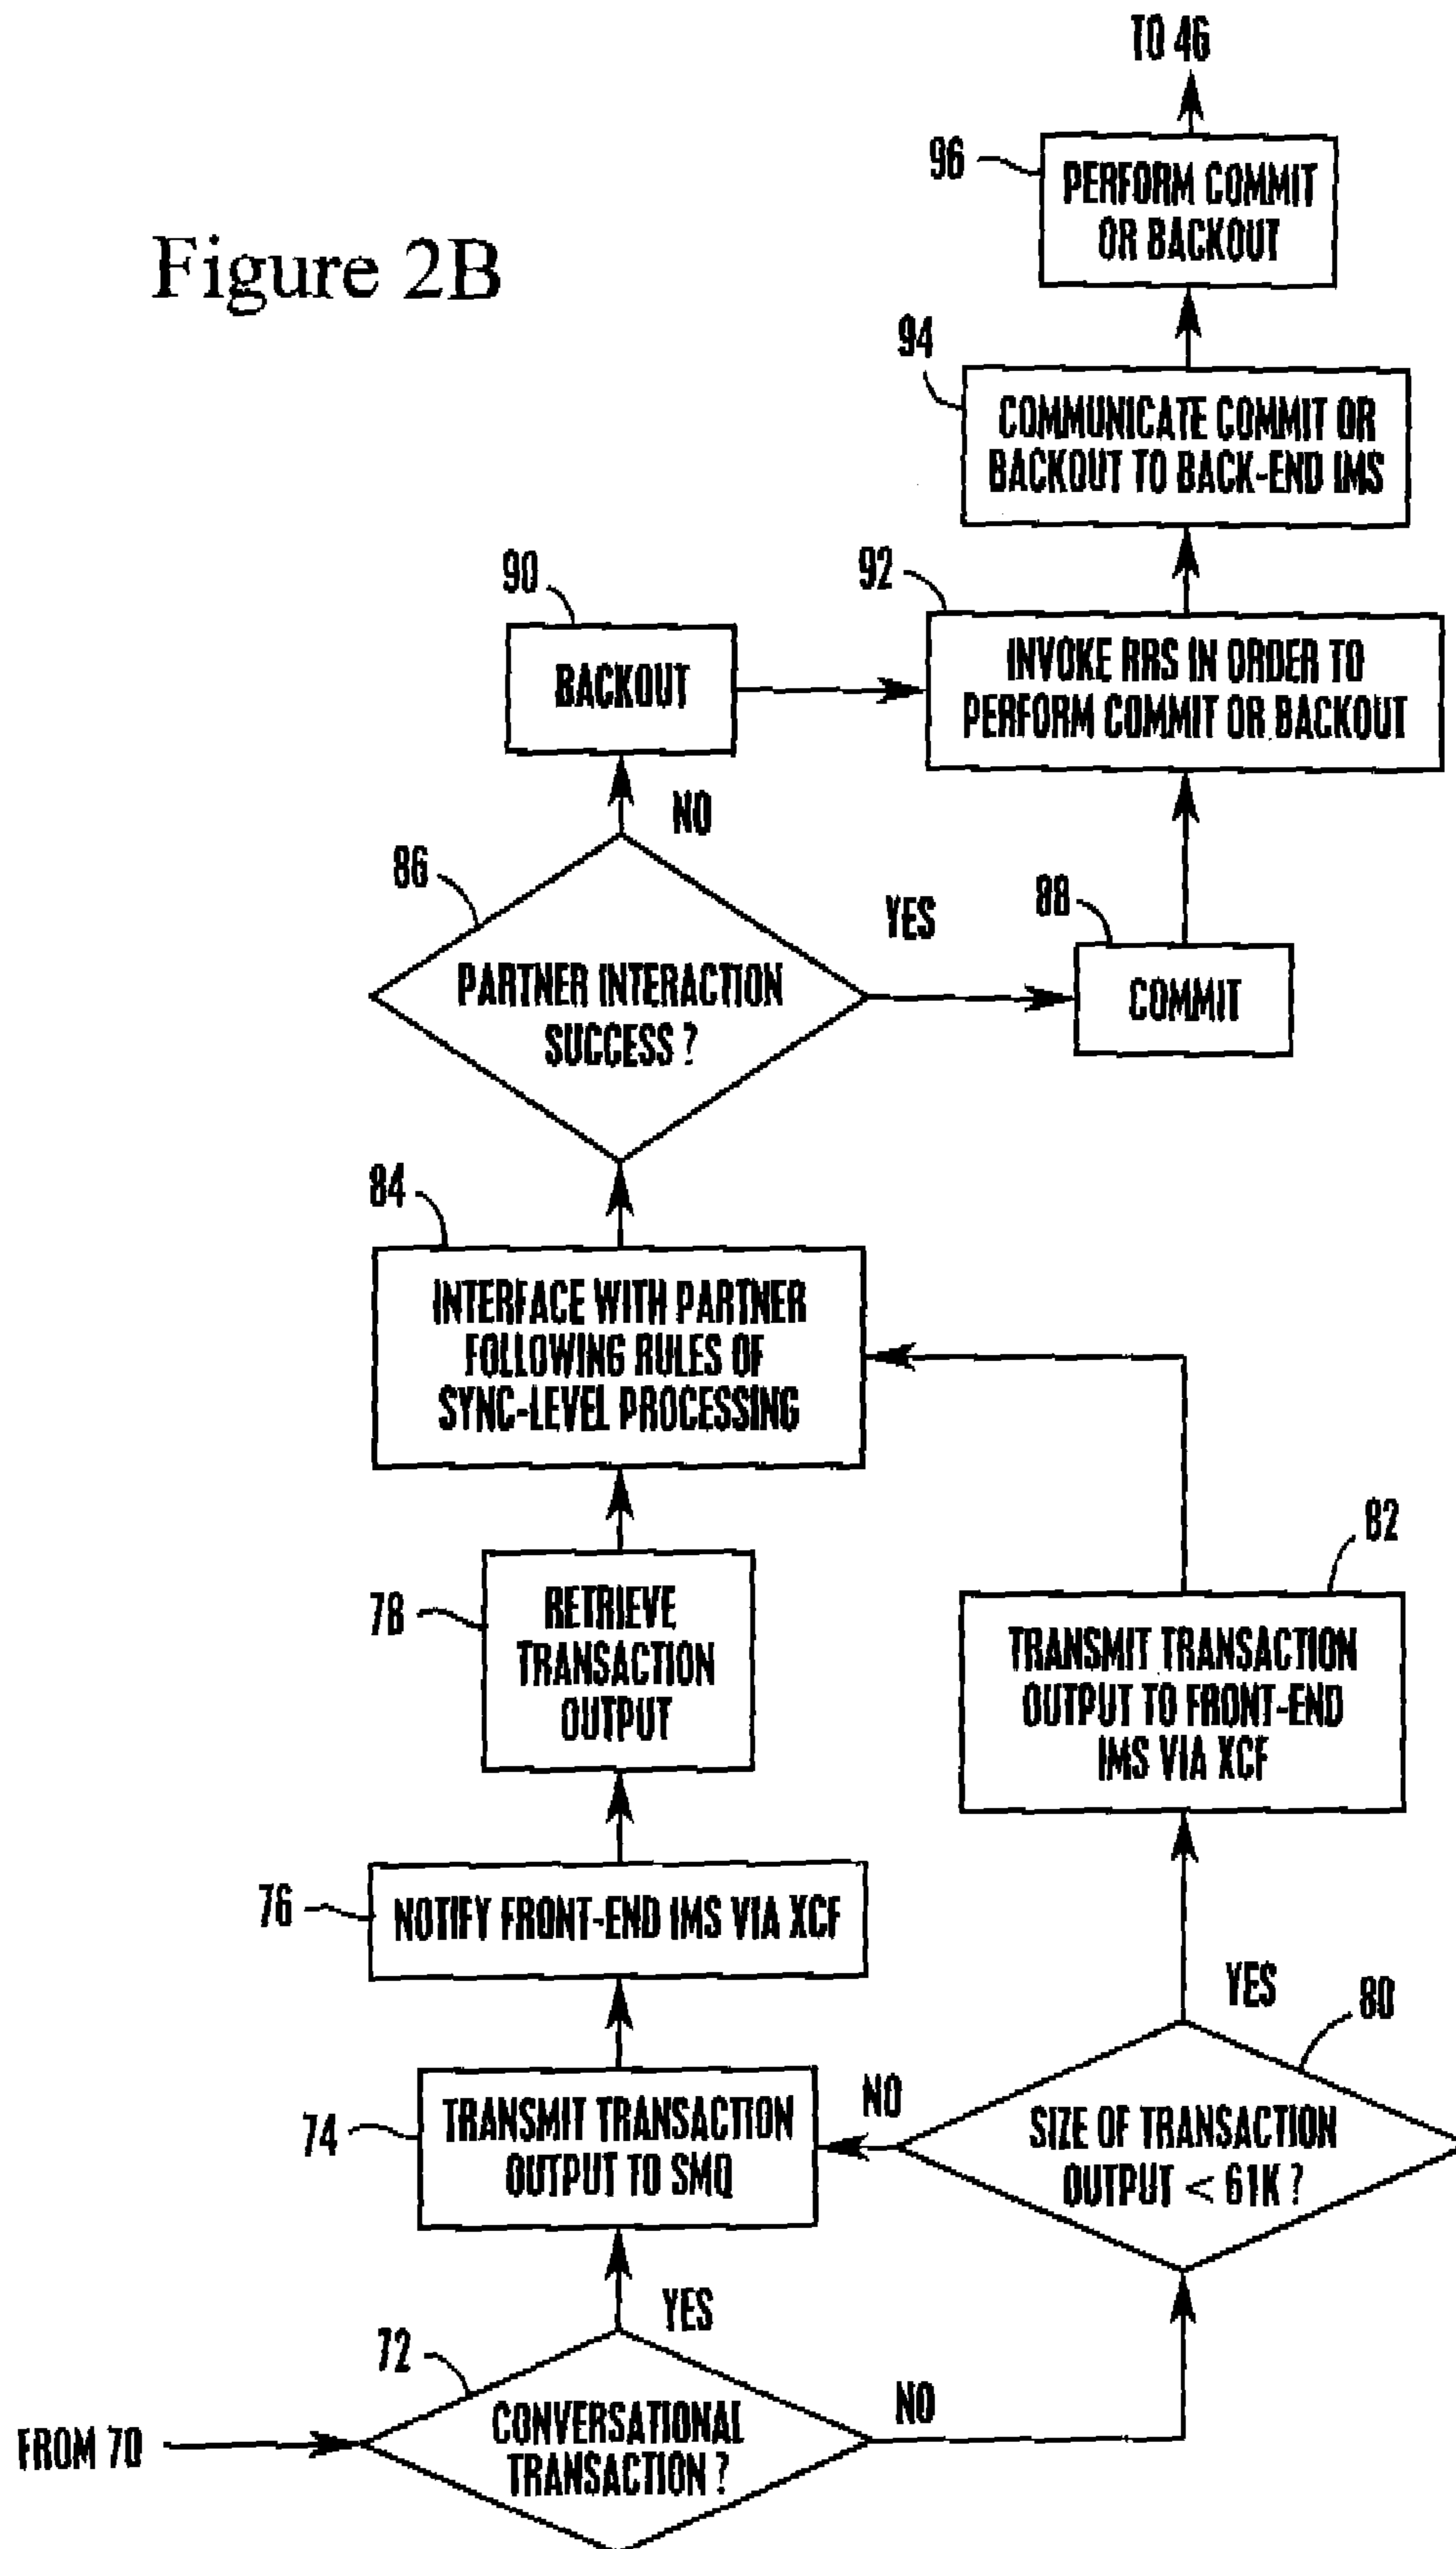 TO 46
96
PERFORM COMMIT
OR BACKOUT
Figure 2B
94
COMMUNICATE COMMIT OR
BACKOUT TO BACK-END IMS
90
92
BACKOUT
INVOKE RRS IN ORDER TO
PERFORM COMMIT OR BACKOUT
NO
86
YES
88
PARTNER INTERACTION
SUCCESS ?
COMMIT
84
INTERFACE WITH PARTNER
FOLLOWING RULES OF
SYNC-LEVEL PROCESSING
82
78
RETRIEVE
TRANSACTION
OUTPUT
TRANSMIT TRANSACTION
OUTPUT TO FRONT-END
IMS VIA XCF
76
NOTIFY FRONT-END IMS VIA XCF
YES
80
74
TRANSMIT TRANSACTION
OUTPUT TO SMQ
NO
SIZE OF TRANSACTION
OUTPUT < 61K ?
YES
72
CONVERSATIONAL
TRANSACTION ?
NO
FROM 70